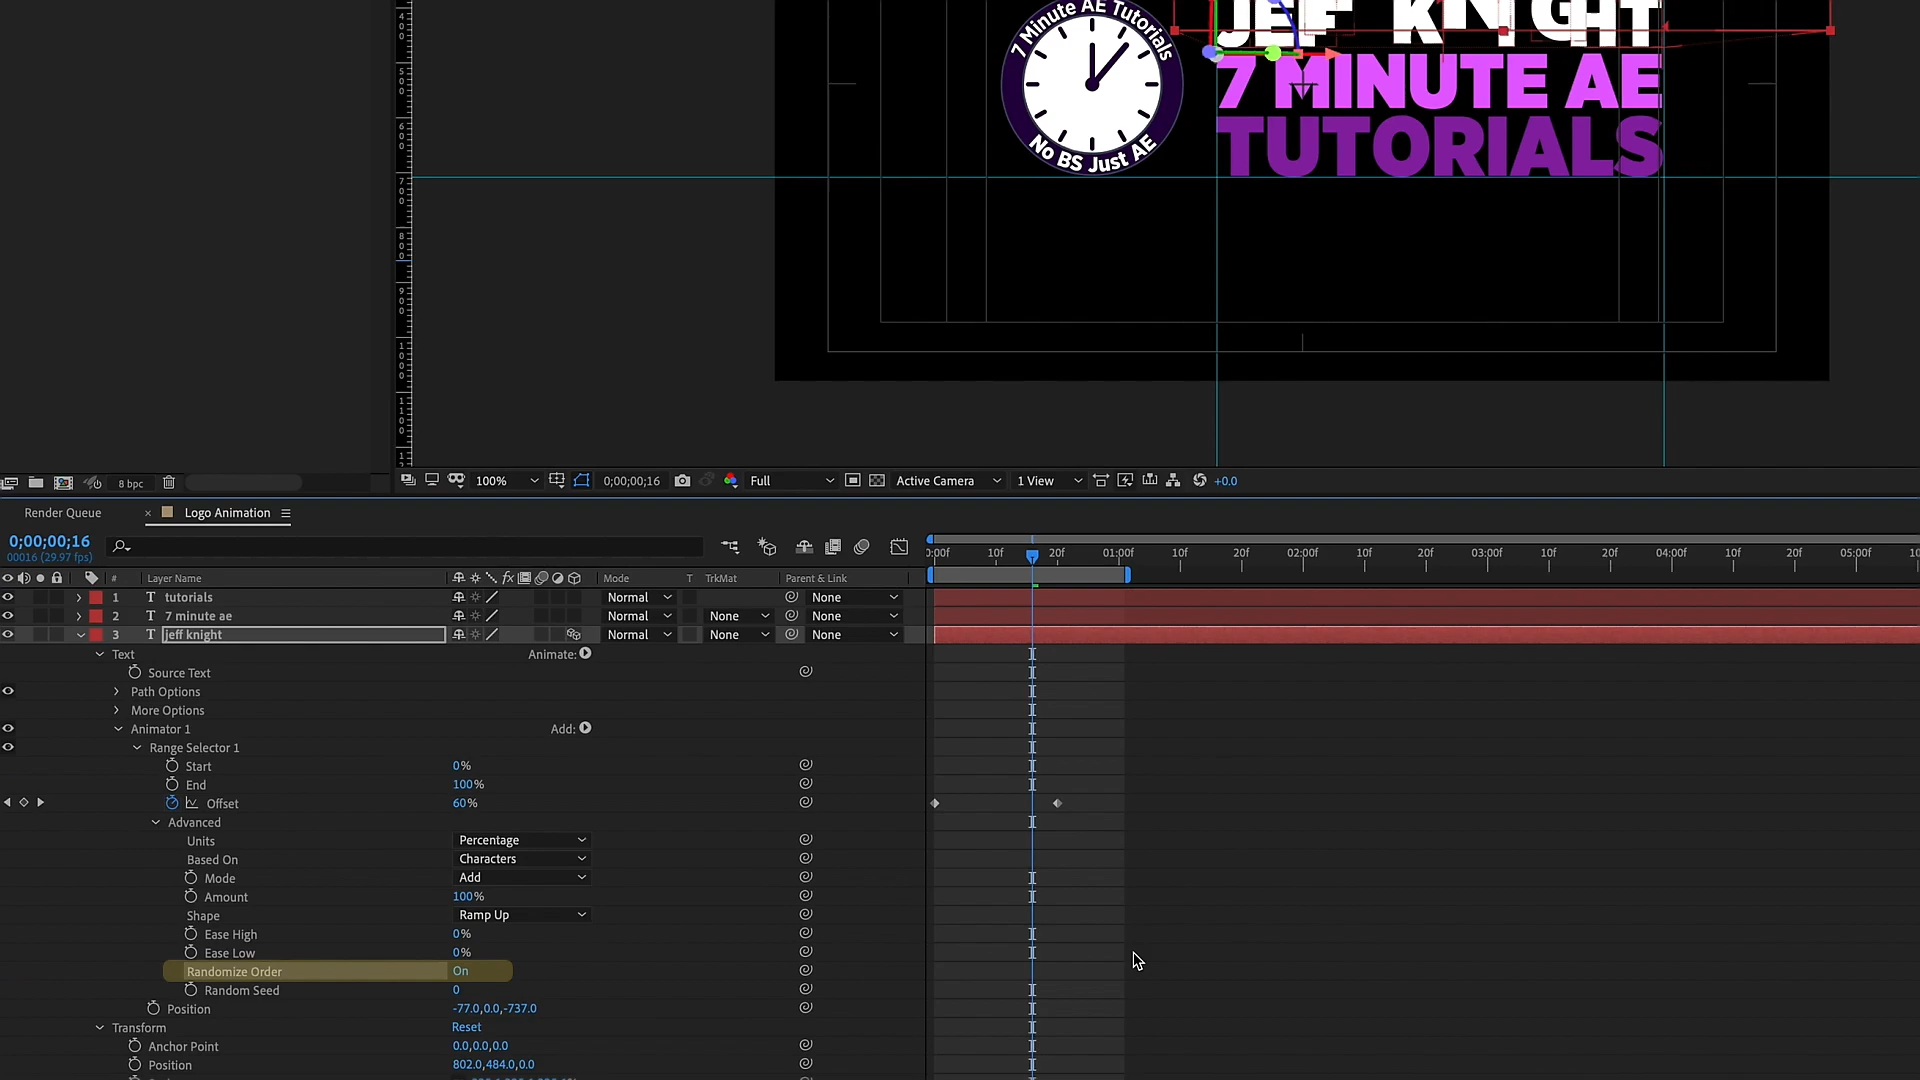 JEFF KNIGHT
7 Minute AE Tutorials
7 MINUTE AE
TUTORIALS
No BS Just AE
8 bpc
100%
0;00;00;16
Full
Active Camera
1 View
+0.0
Render Queue
Logo Animation
0;00;00;16
00016 (29.97 fps)
:00f 10f 20f 01:00f 10f 20f 02:00f 10f 20f 03:00f 10f 20f 04:00f 10f 20f 05:00f
# Layer Name fx Mode T TrkMat Parent & Link
1 T tutorials Normal None
2 T 7 minute ae Normal None None
3 T jeff knight Normal None None
Text Animate:
Source Text
Path Options
More Options
Animator 1 Add:
Range Selector 1
Start 0%
End 100%
Offset 60%
Advanced
Units Percentage
Based On Characters
Mode Add
Amount 100%
Shape Ramp Up
Ease High 0%
Ease Low 0%
Randomize Order On
Random Seed 0
Position -77.0,0.0,-737.0
Transform Reset
Anchor Point 0.0,0.0,0.0
Position 802.0,484.0,0.0